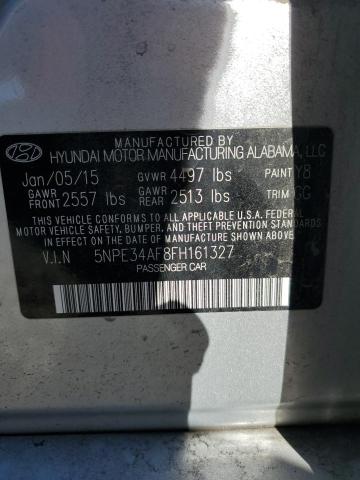 MANUFACTURED BY
HYUNDAI MOTOR MANUFACTURING ALABAMA, LLC
Jan/05/15 GVWR 4497 lbs PAINT Y8
GAWR FRONT 2557 lbs GAWR REAR 2513 lbs TRIM GG
THIS VEHICLE CONFORMS TO ALL APPLICABLE U.S.A. FEDERAL
MOTOR VEHICLE SAFETY, BUMPER, AND THEFT PREVENTION STANDARDS
IN EFFECT ON THE DATE OF MANUFACTURE SHOWN ABOVE.
V.I.N 5NPE34AF8FH161327
PASSENGER CAR